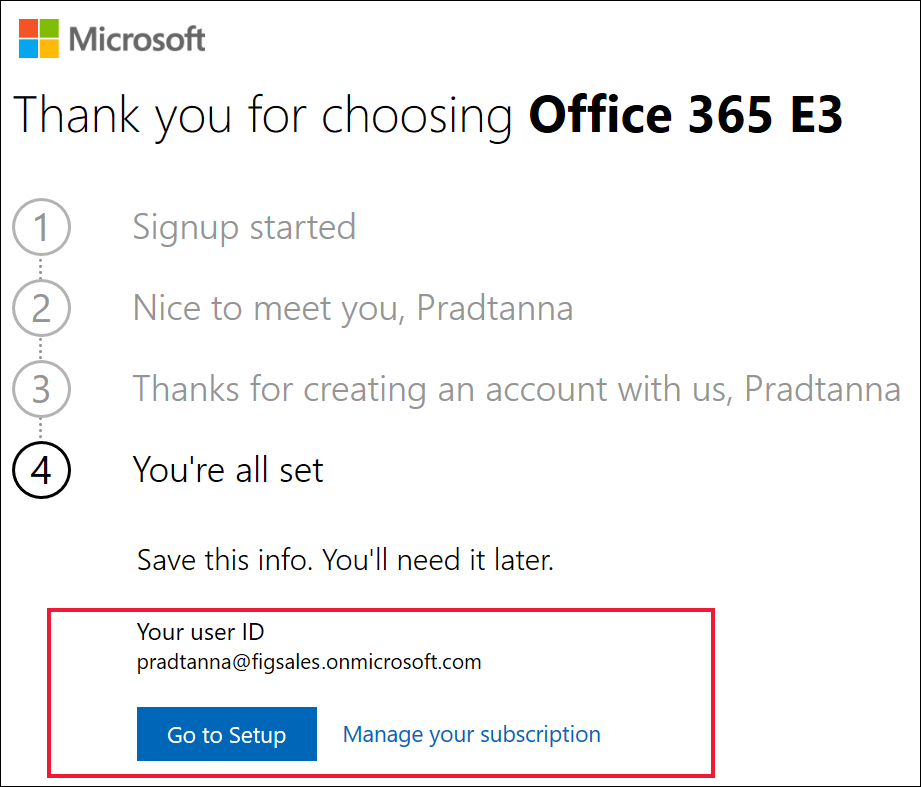 Microsoft
Thank you for choosing Office 365 E3
1 Signup started
2 Nice to meet you, Pradtanna
3 Thanks for creating an account with us, Pradtanna
4 You're all set
Save this info. You'll need it later.
Your user ID
pradtanna@figsales.onmicrosoft.com
Go to Setup Manage your subscription